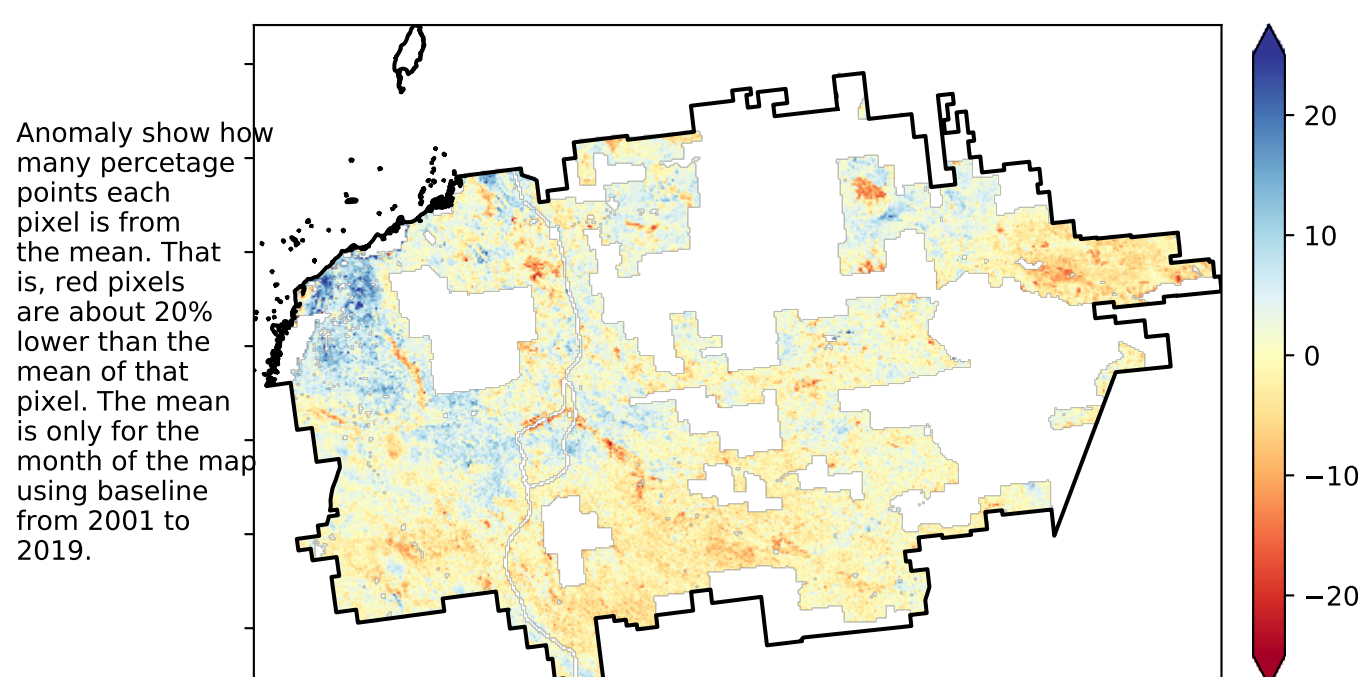 Anomaly show how
many percetage
points each
pixel is from
the mean. That
is, red pixels
are about 20%
lower than the
mean of that
pixel. The mean
is only for the
month of the map
using baseline
from 2001 to
2019.
20
10
0
−10
−20